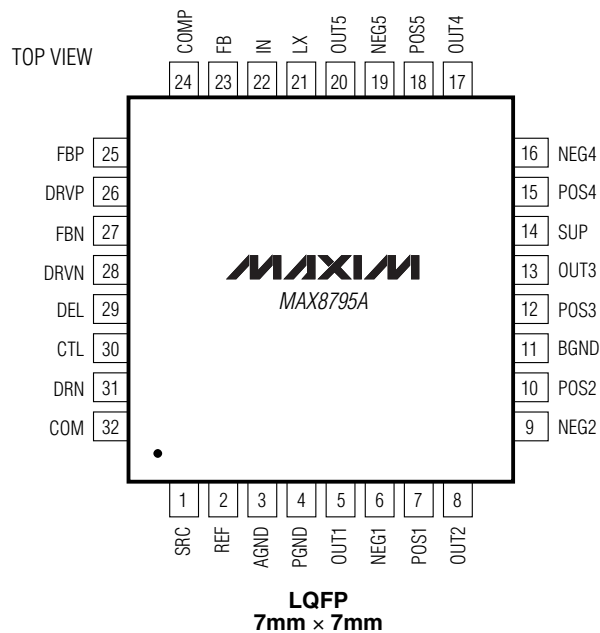 TOP VIEW
COMP
FB
IN
LX
OUT5
NEG5
POS5
OUT4
24
23
22
21
20
19
18
17
FBP 25
DRVP 26
FBN 27
DRVN 28
DEL 29
CTL 30
DRN 31
COM 32
MAXIM
MAX8795A
16 NEG4
15 POS4
14 SUP
13 OUT3
12 POS3
11 BGND
10 POS2
9 NEG2
1
2
3
4
5
6
7
8
SRC
REF
AGND
PGND
OUT1
NEG1
POS1
OUT2
LQFP
7mm × 7mm